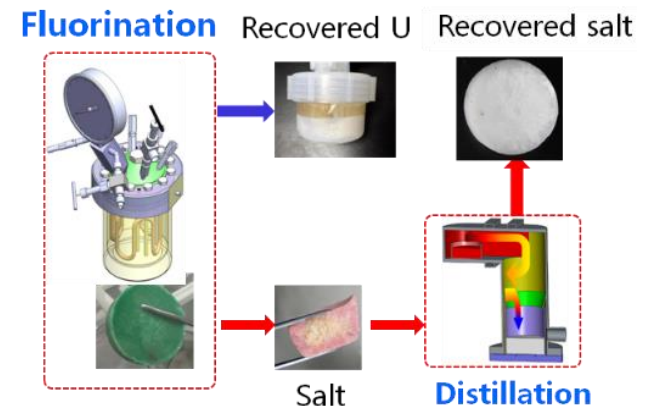 Fluorination
Recovered U
Recovered salt
Salt
Distillation